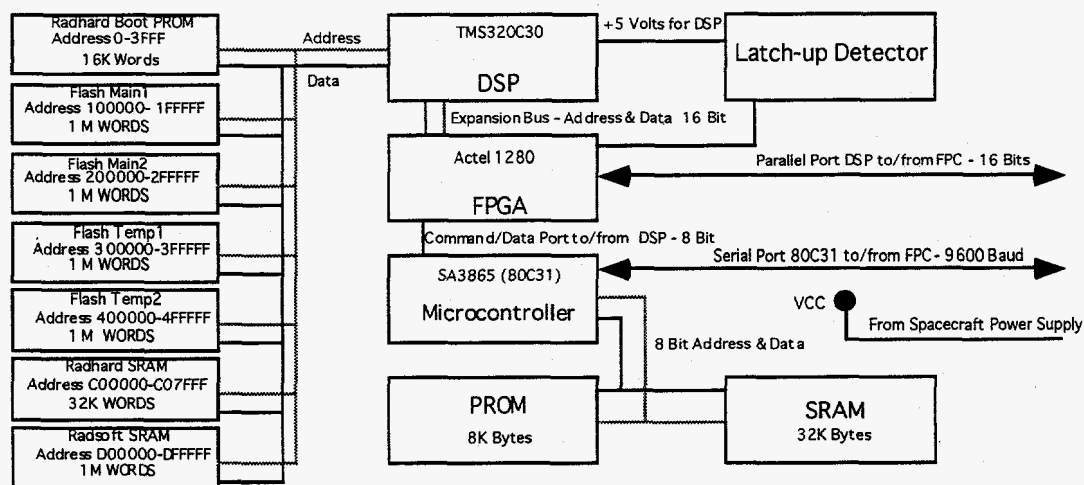 Radhard Boot PROM
Address 0-3FFF
16K Words
Flash Main1
Address 100000- 1FFFFF
1 M WORDS
Flash Main2
Address 200000-2FFFFF
1 M WORDS
Flash Temp1
Address 300000-3FFFFF
1 M WORDS
Flash Temp2
Address 400000-4FFFFF
1 M WORDS
Radhard SRAM
Address C00000-C07FFF
32K WORDS
Radsoft SRAM
Address D00000-DFFFFF
1M WORDS
Address
Data
TMS320C30
DSP
+5 Volts for DSP
Latch-up Detector
Expansion Bus - Address & Data 16 Bit
Actel 1280
FPGA
Parallel Port DSP to/from FPC - 16 Bits
Command/Data Port to/from DSP - 8 Bit
SA3865 (80C31)
Microcontroller
Serial Port 80C31 to/from FPC - 9600 Baud
VCC
From Spacecraft Power Supply
8 Bit Address & Data
PROM
8K Bytes
SRAM
32K Bytes